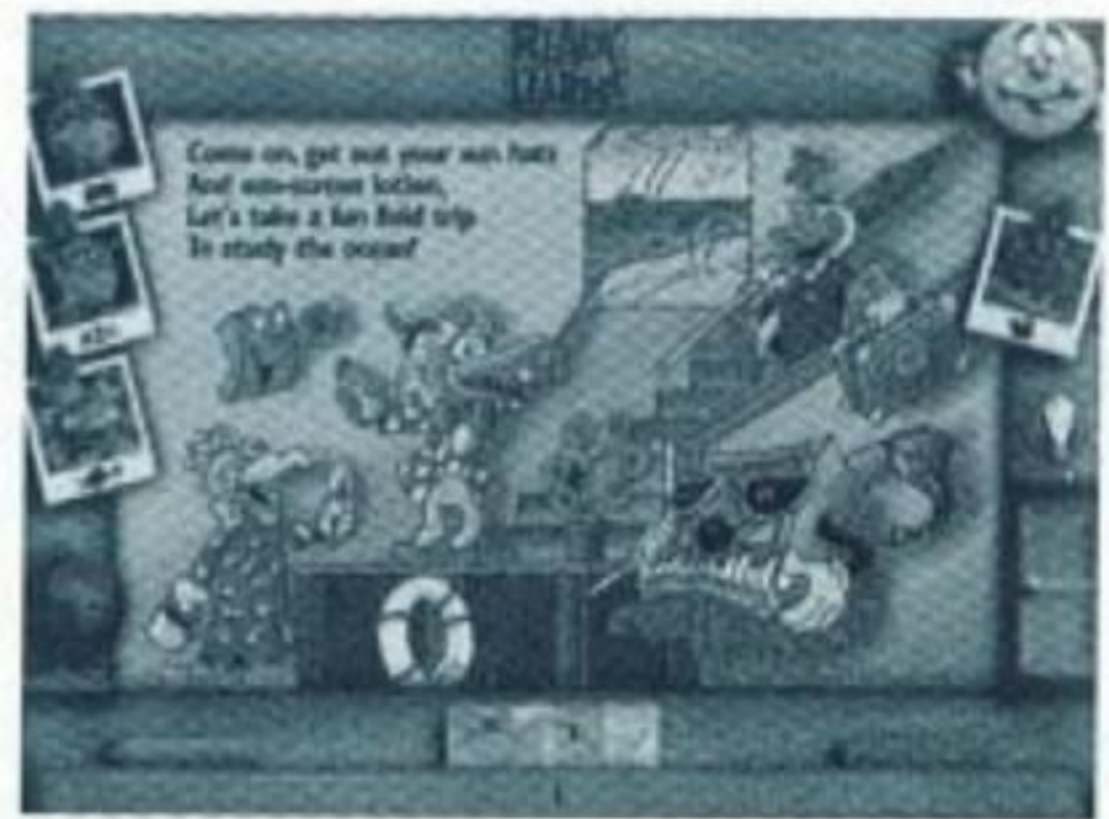 Come on, get out your sun hats
And sun-screen lotion,
Let's take a fun field trip
To study the ocean!